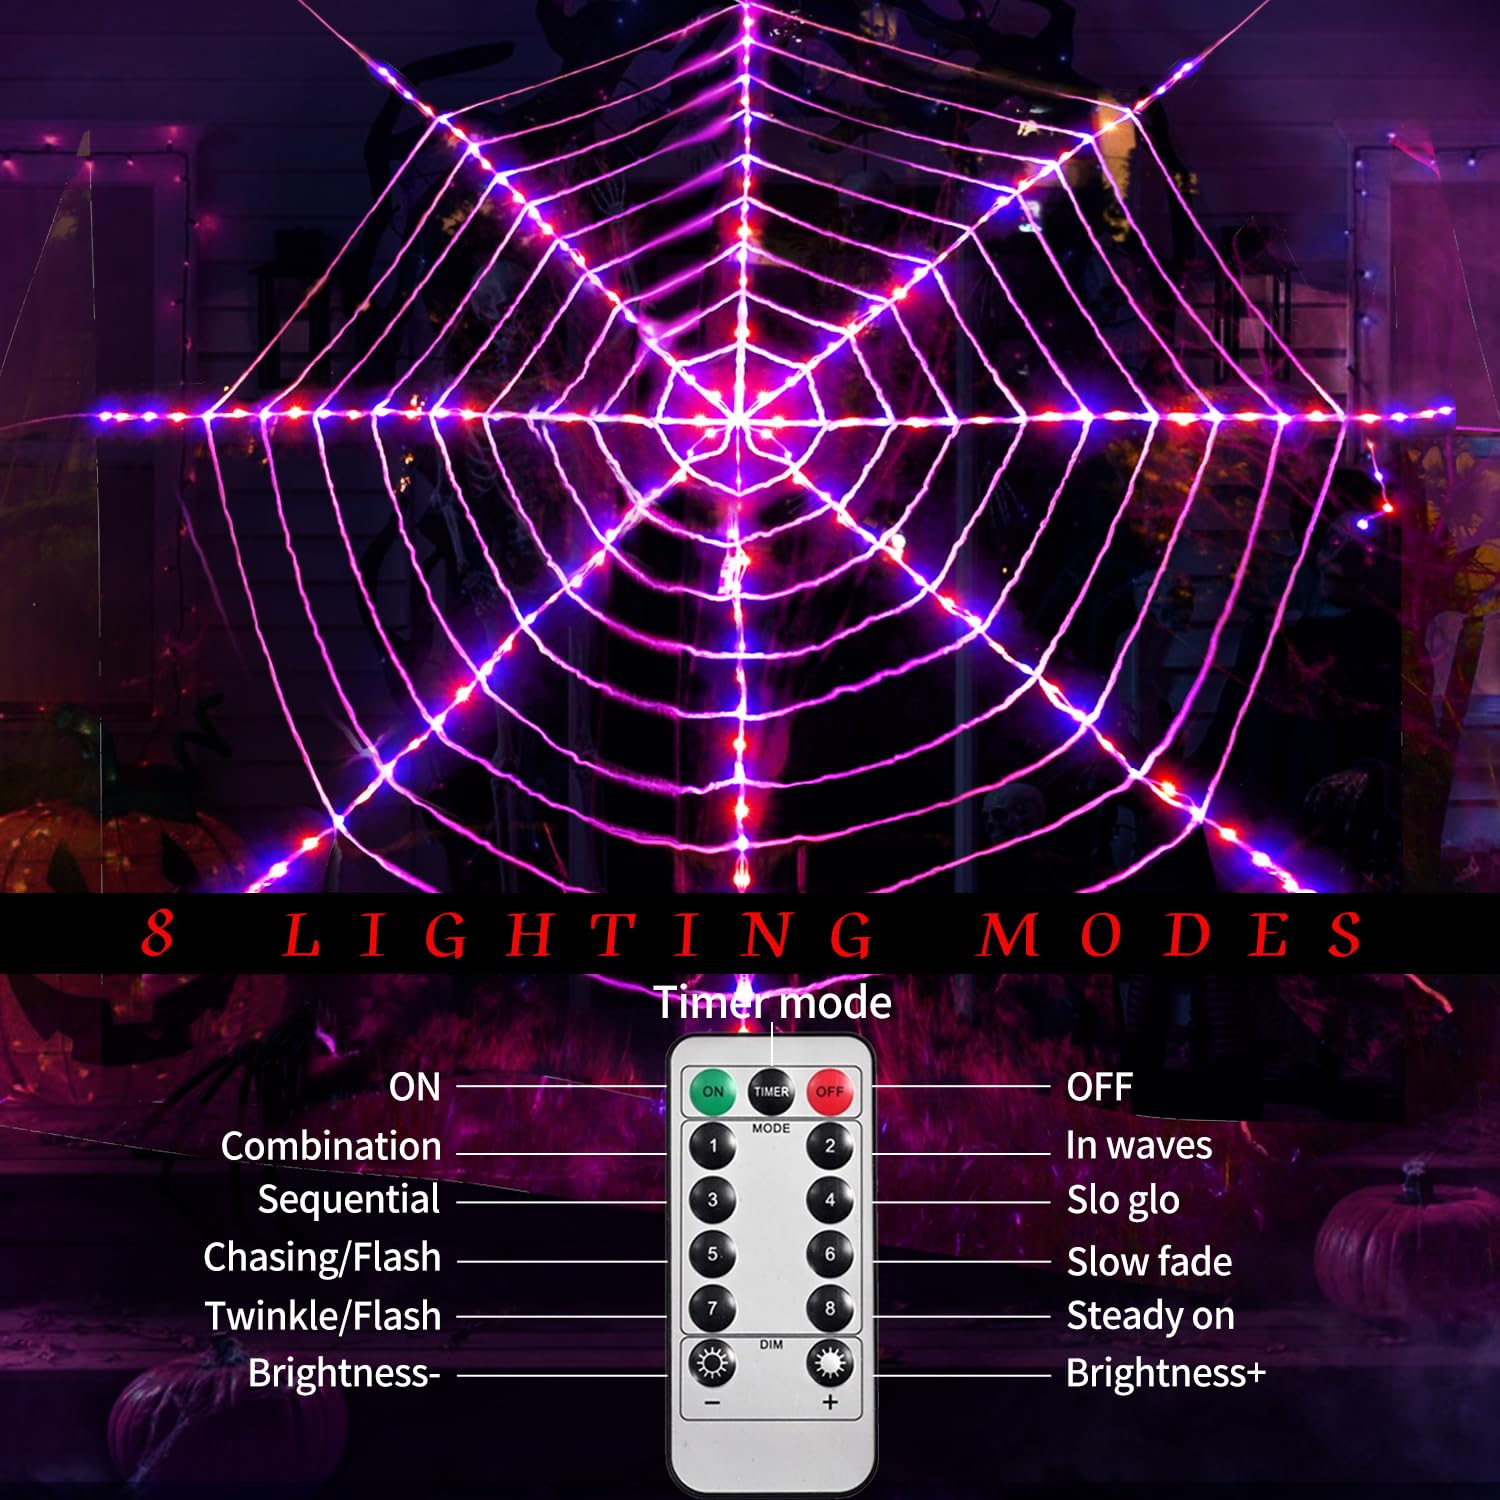 8 LIGHTING MODES
Timer mode
ON
OFF
ON TIMER OFF
MODE
Combination
1 2
In waves
Sequential
3 4
Slo glo
Chasing/Flash
5 6
Slow fade
Twinkle/Flash
7 8
Steady on
DIM
Brightness-
Brightness+
− +